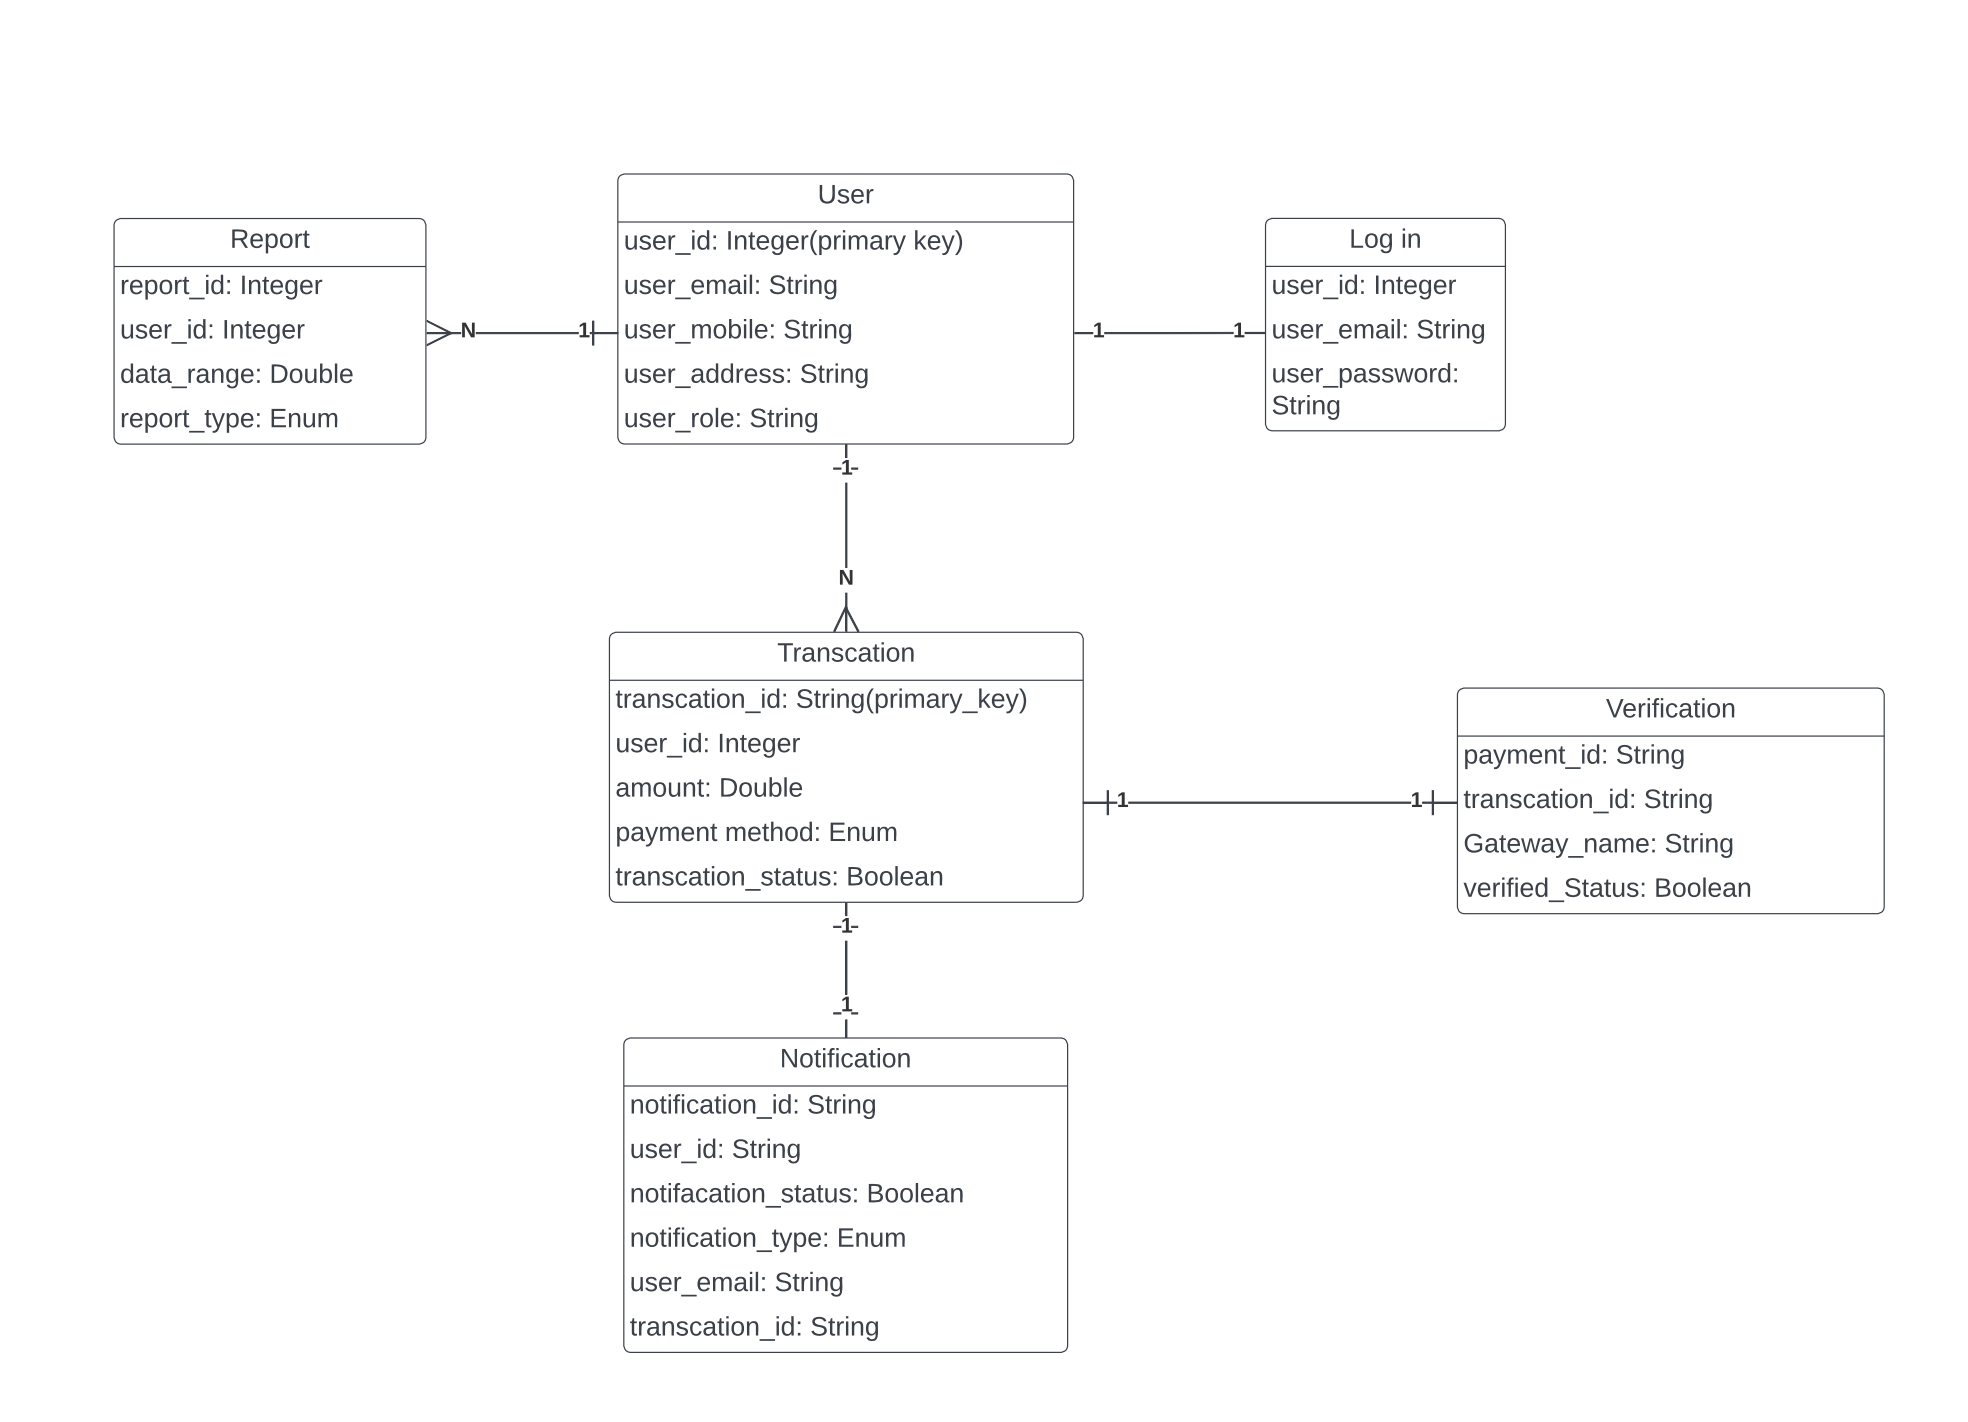 User
user_id: Integer(primary key)
user_email: String
user_mobile: String
user_address: String
user_role: String
Report
report_id: Integer
user_id: Integer
data_range: Double
report_type: Enum
N
1
1
1
Log in
user_id: Integer
user_email: String
user_password:
String
1
N
Transcation
transcation_id: String(primary_key)
user_id: Integer
amount: Double
payment method: Enum
transcation_status: Boolean
1
1
Verification
payment_id: String
transcation_id: String
Gateway_name: String
verified_Status: Boolean
1
1
Notification
notification_id: String
user_id: String
notifacation_status: Boolean
notification_type: Enum
user_email: String
transcation_id: String